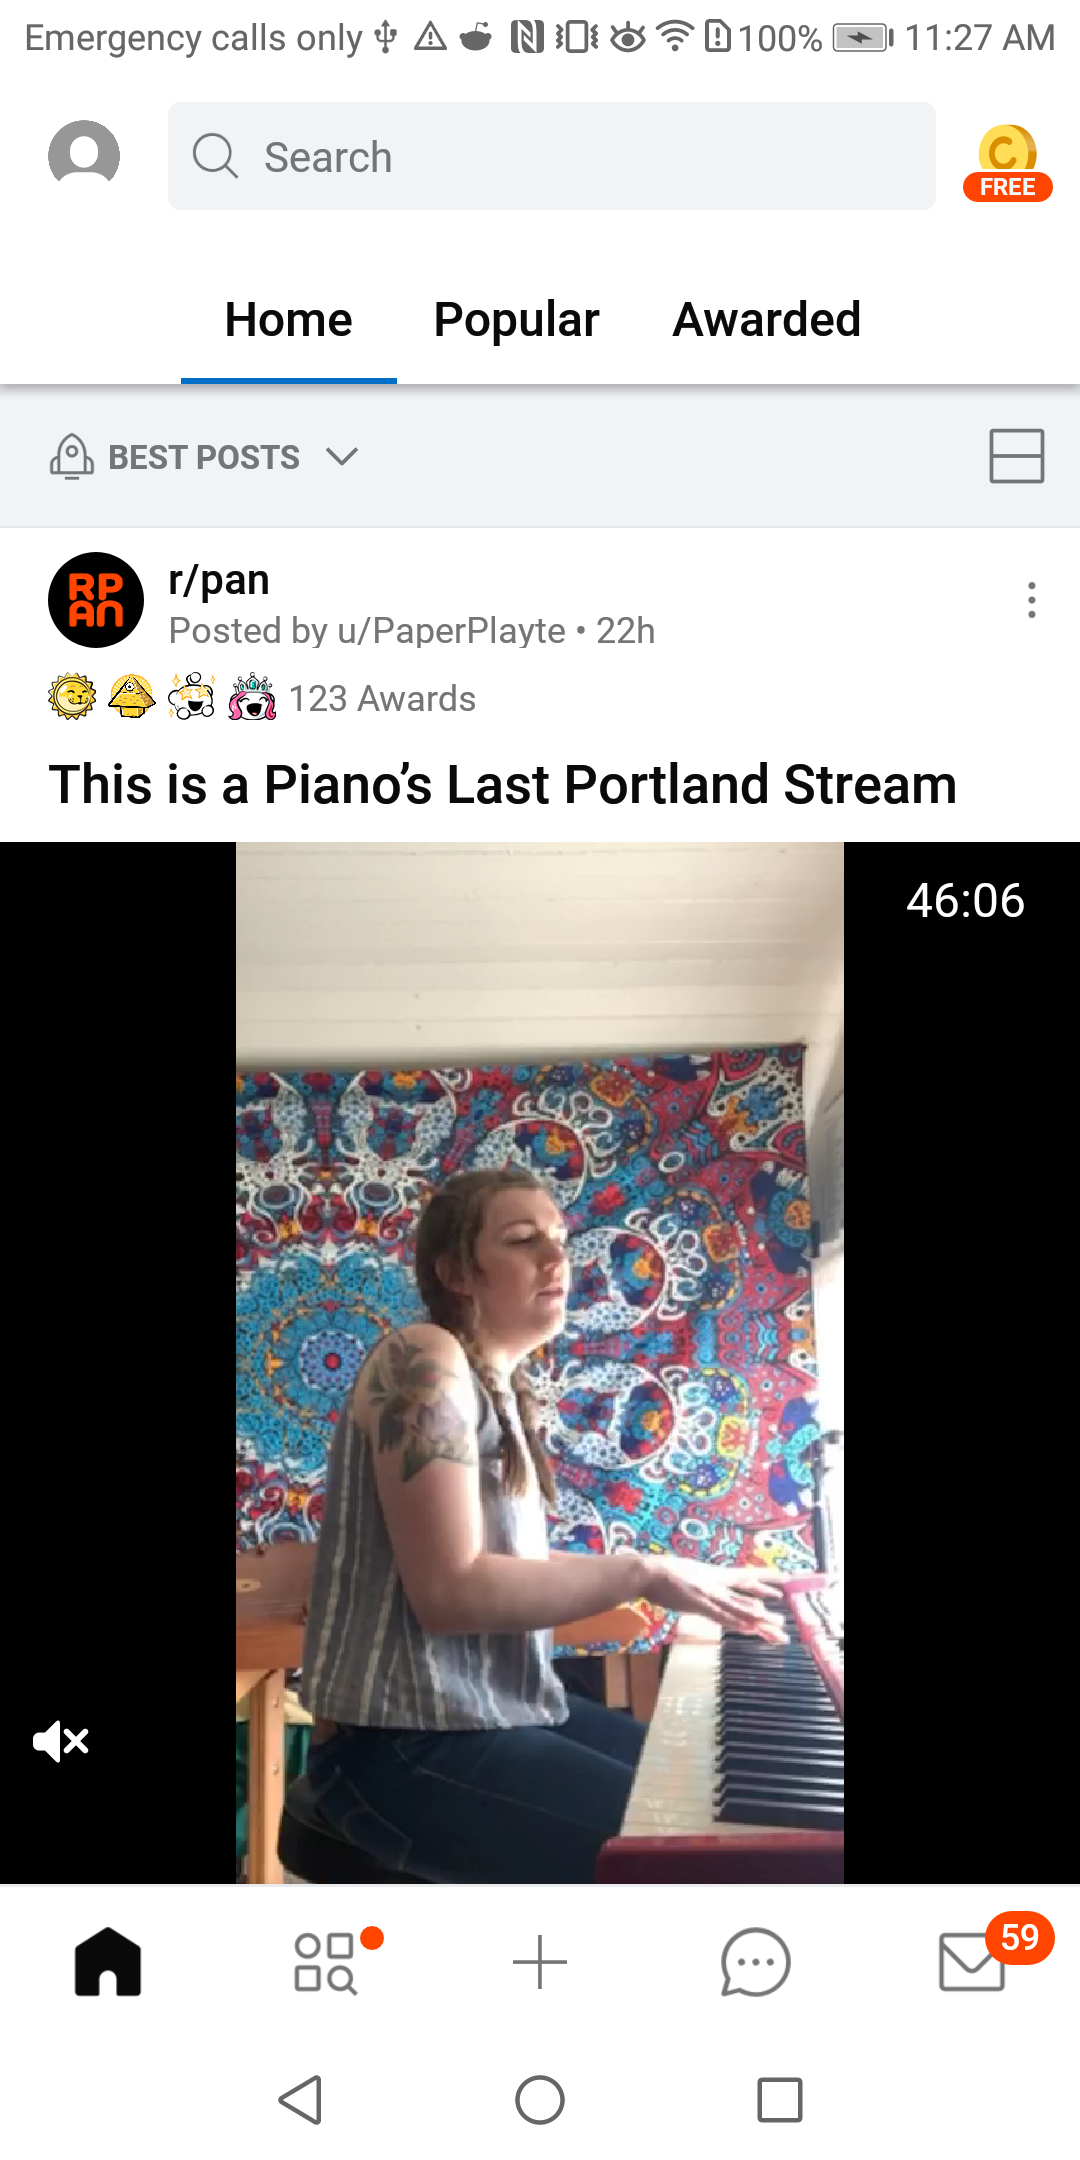 Emergency calls only 100% 11:27 AM
Search
C
FREE
Home Popular Awarded
BEST POSTS
RP
AN
r/pan
Posted by u/PaperPlayte • 22h
123 Awards
This is a Piano’s Last Portland Stream
46:06
59